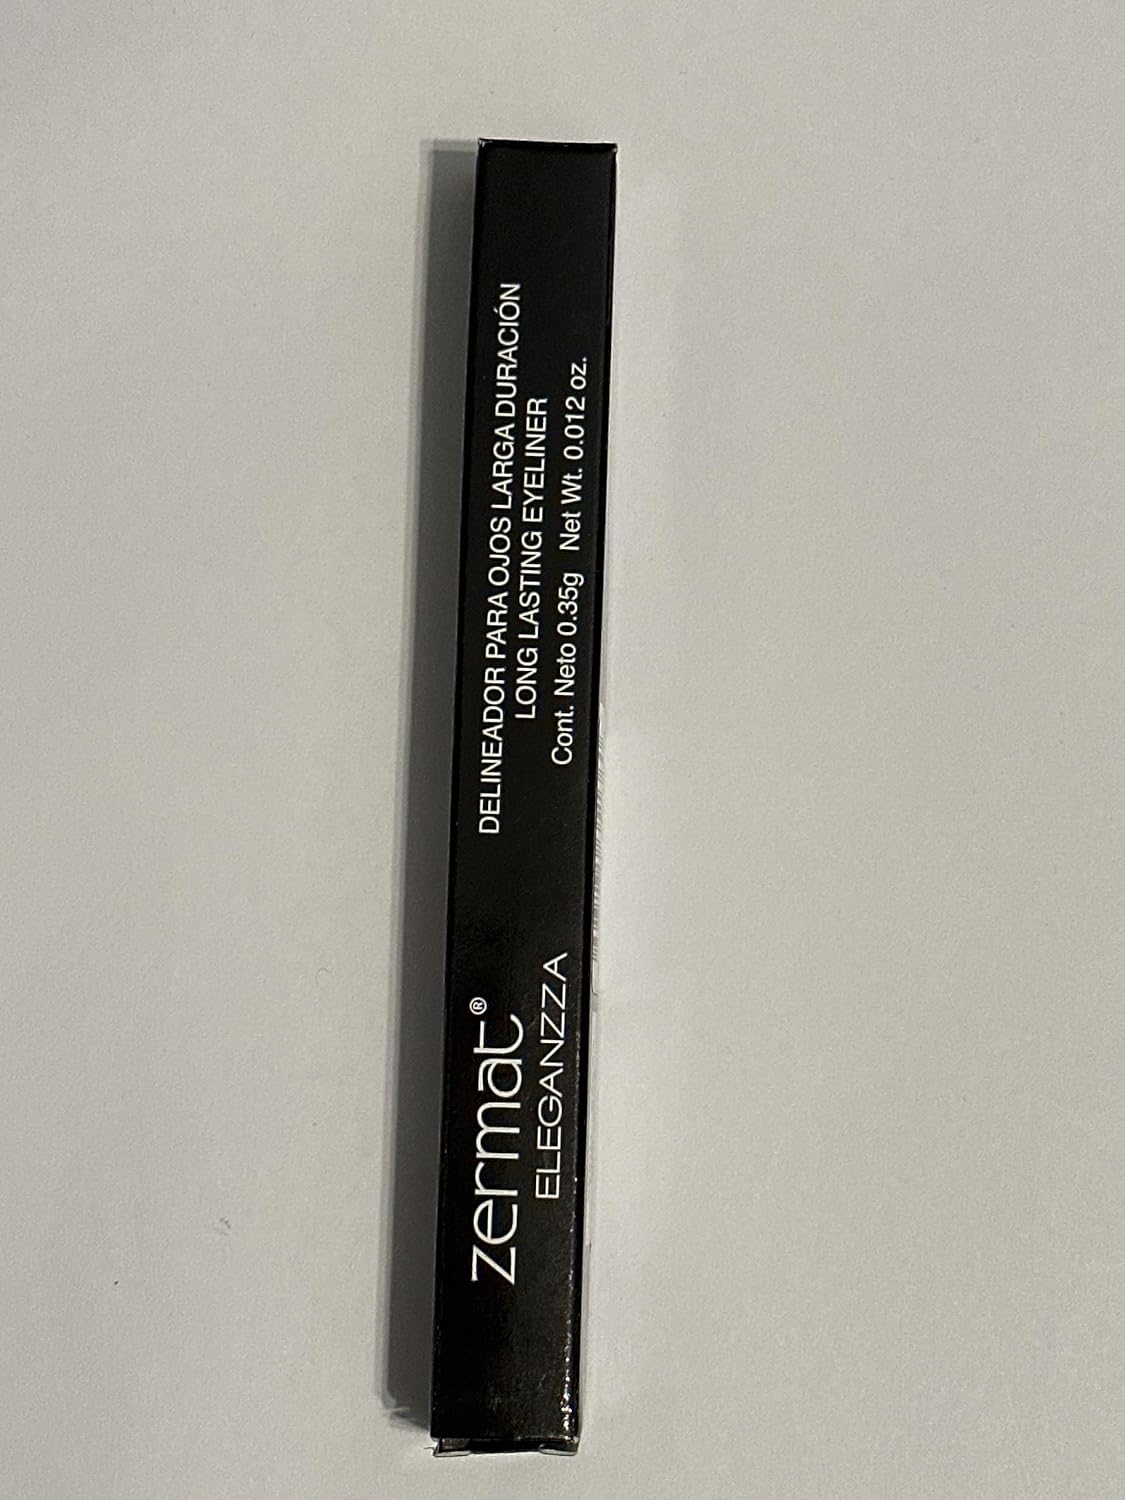 zermat®
ELEGANZZA
DELINEADOR PARA OJOS LARGA DURACIÓN
LONG LASTING EYELINER
Cont. Neto 0.35g Net Wt. 0.012 oz.